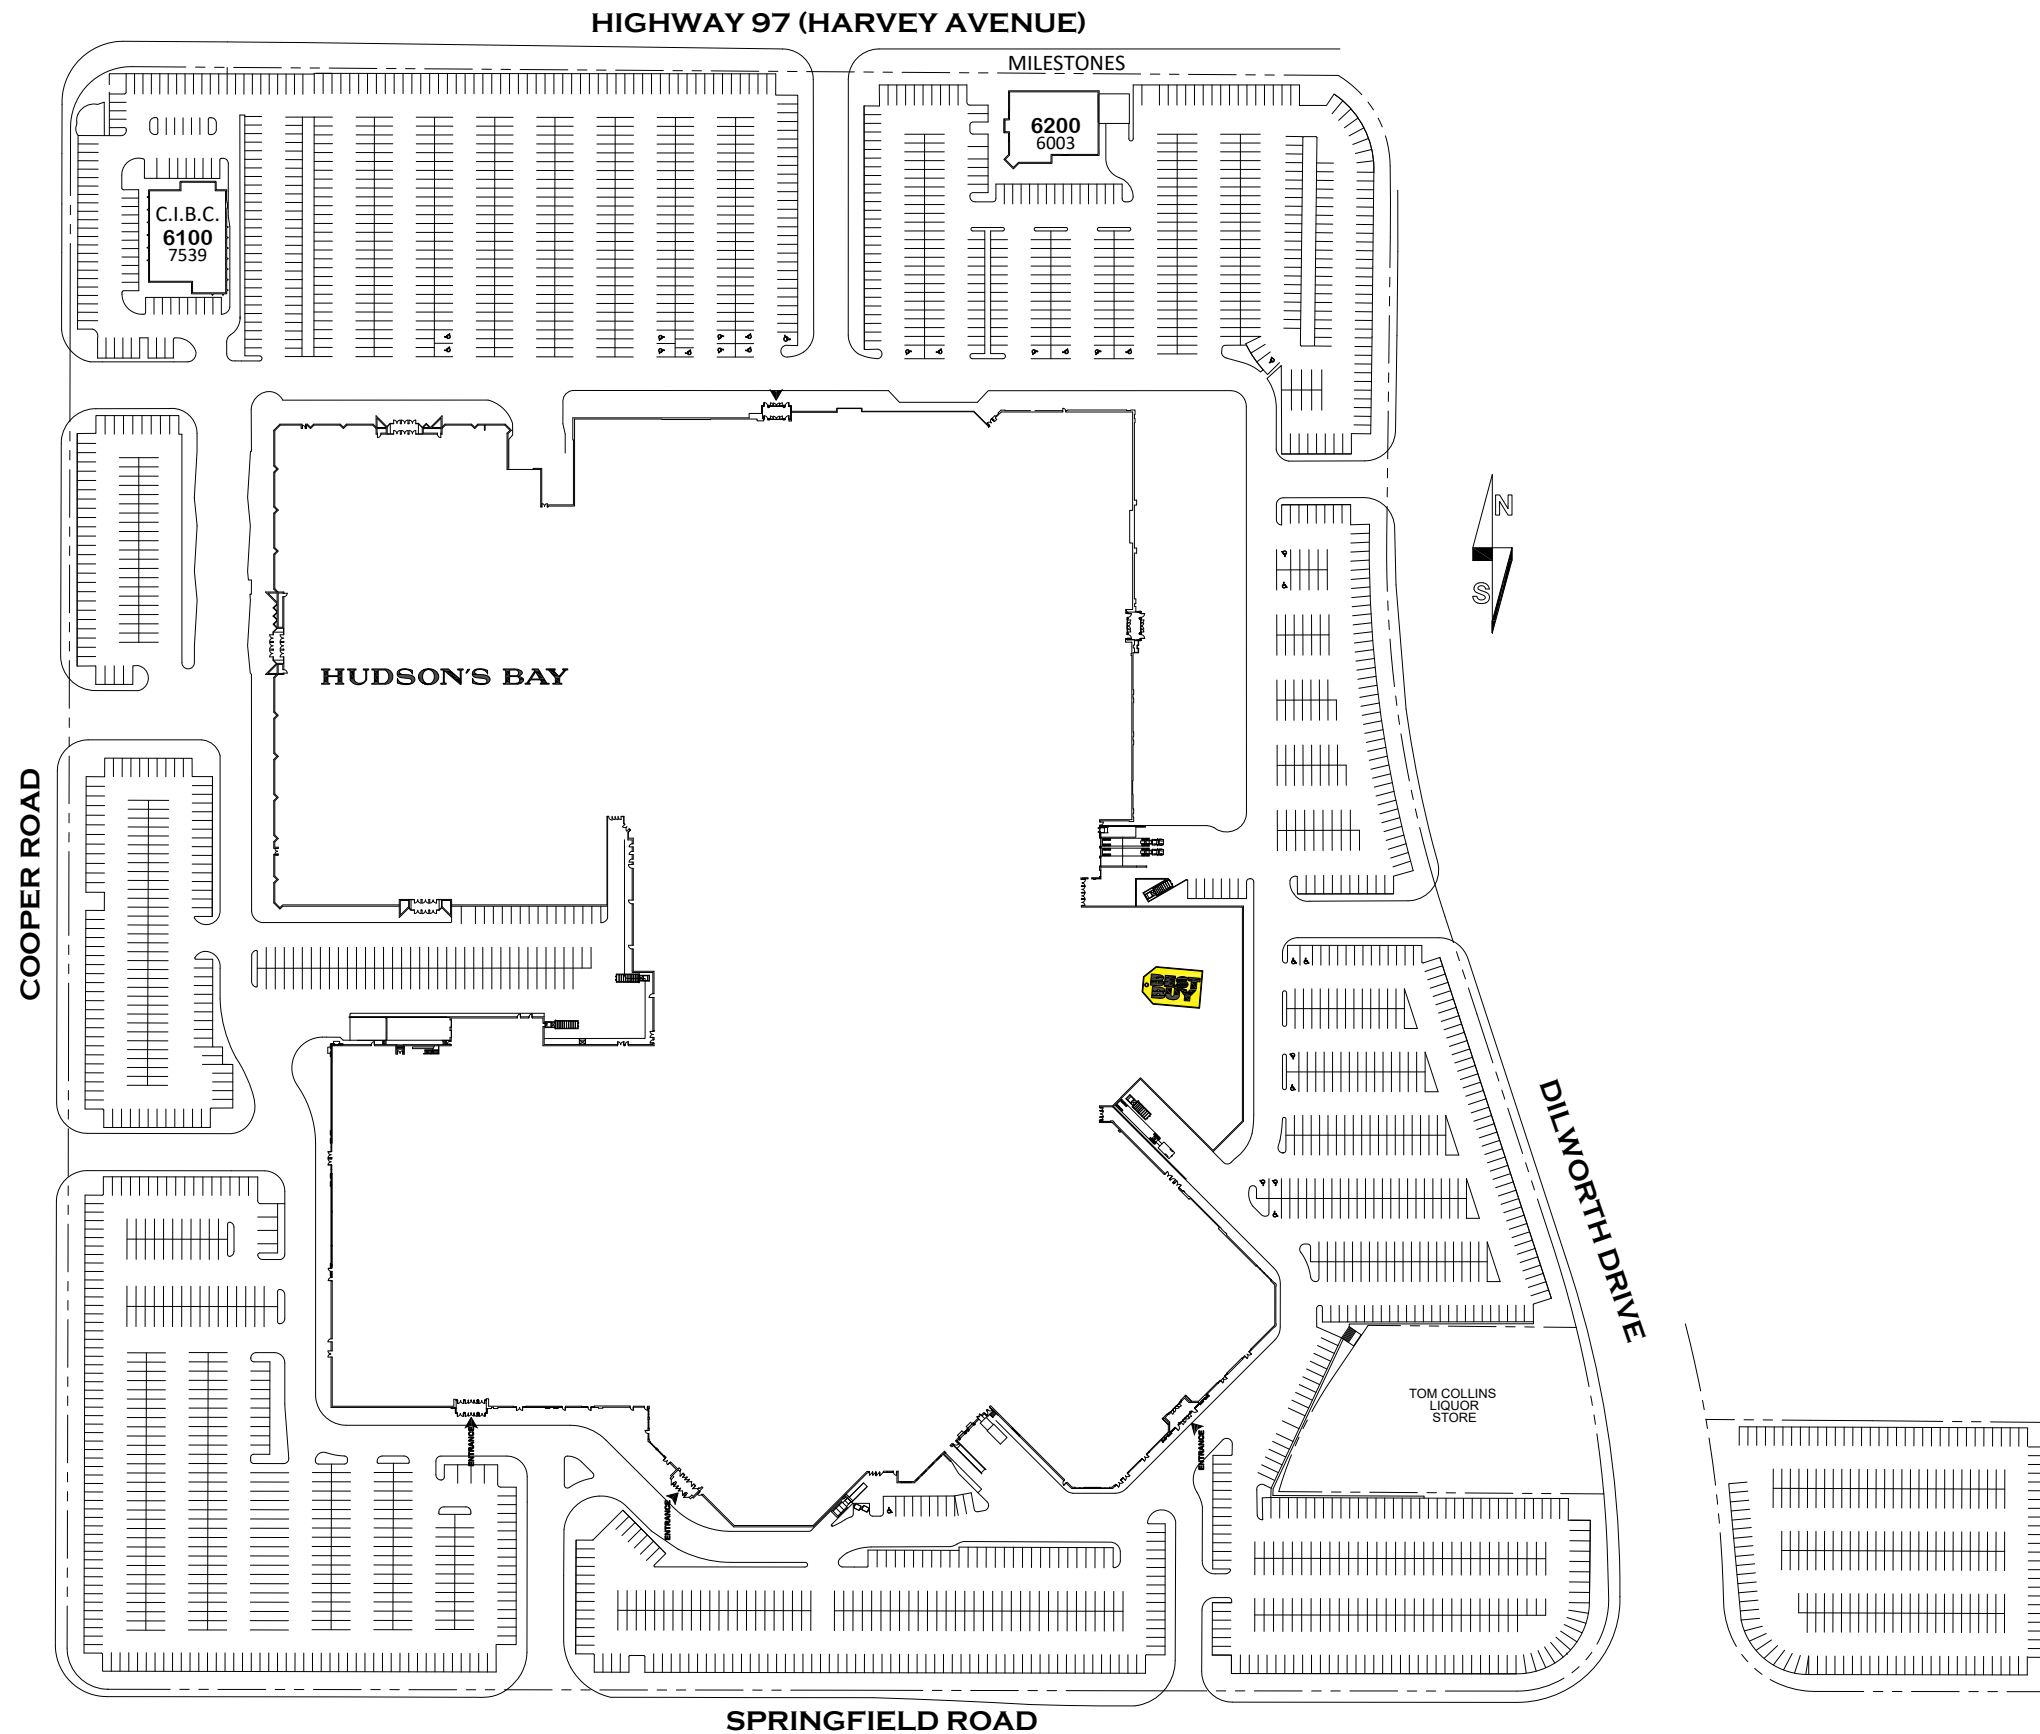 HIGHWAY 97 (HARVEY AVENUE)
MILESTONES
6200
6003
C.I.B.C.
6100
7539
N
S
HUDSON'S BAY
COOPER ROAD
BEST
BUY
DILWORTH DRIVE
TOM COLLINS
LIQUOR
STORE
ENTRANCE
ENTRANCE
ENTRANCE
SPRINGFIELD ROAD